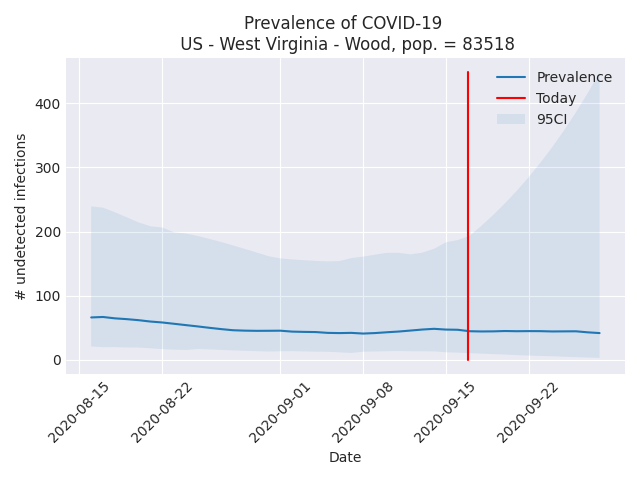 Prevalence of COVID-19
US - West Virginia - Wood, pop. = 83518
Prevalence
Today
95CI
# undetected infections
400
300
200
100
0
2020-08-15
2020-08-22
2020-09-01
2020-09-08
2020-09-15
2020-09-22
Date